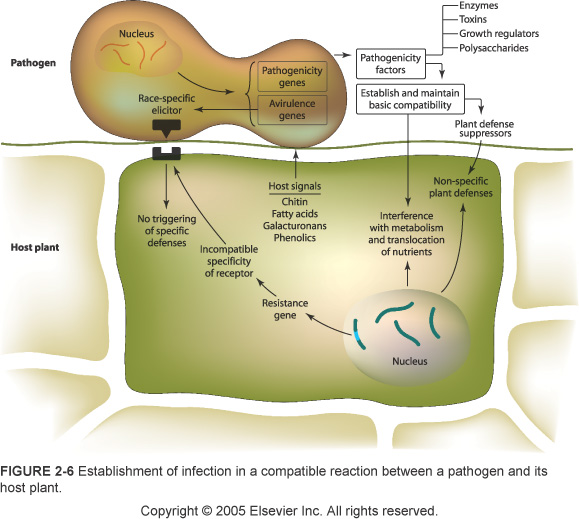 Enzymes
Toxins
Growth regulators
Polysaccharides
Nucleus
Pathogen
Pathogenicity
genes
Pathogenicity
factors
Race-specific
elicitor
Avirulence
genes
Establish and maintain
basic compatibility
Plant defense
suppressors
Host signals
Chitin
Fatty acids
Galacturonans
Phenolics
Non-specific
plant defenses
No triggering
of specific
defenses
Interference
with metabolism
and translocation
of nutrients
Host plant
Incompatible
specificity
of receptor
Resistance
gene
Nucleus
FIGURE 2-6 Establishment of infection in a compatible reaction between a pathogen and its
host plant.
Copyright © 2005 Elsevier Inc. All rights reserved.